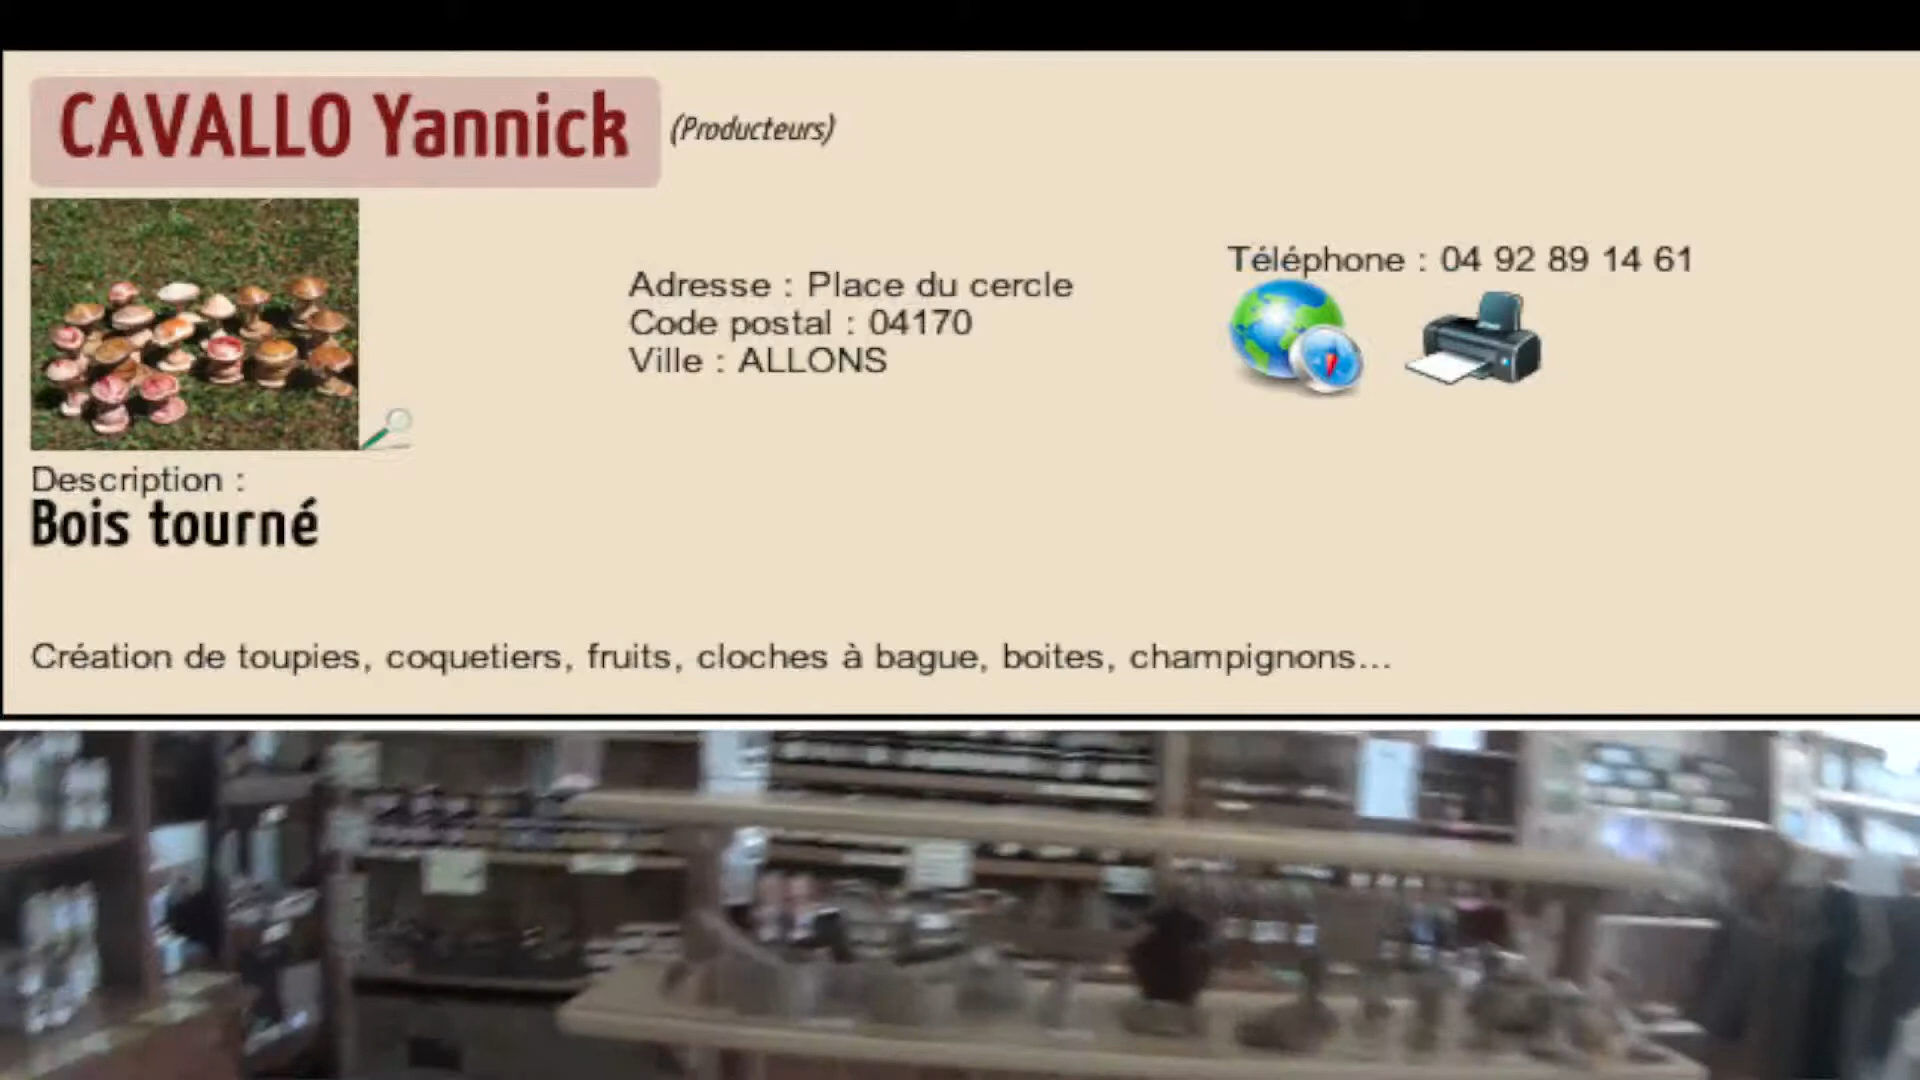 CAVALLO Yannick (Producteurs)
Adresse : Place du cercle
Code postal : 04170
Ville : ALLONS
Téléphone : 04 92 89 14 61
Description :
Bois tourné
Création de toupies, coquetiers, fruits, cloches à bague, boites, champignons...